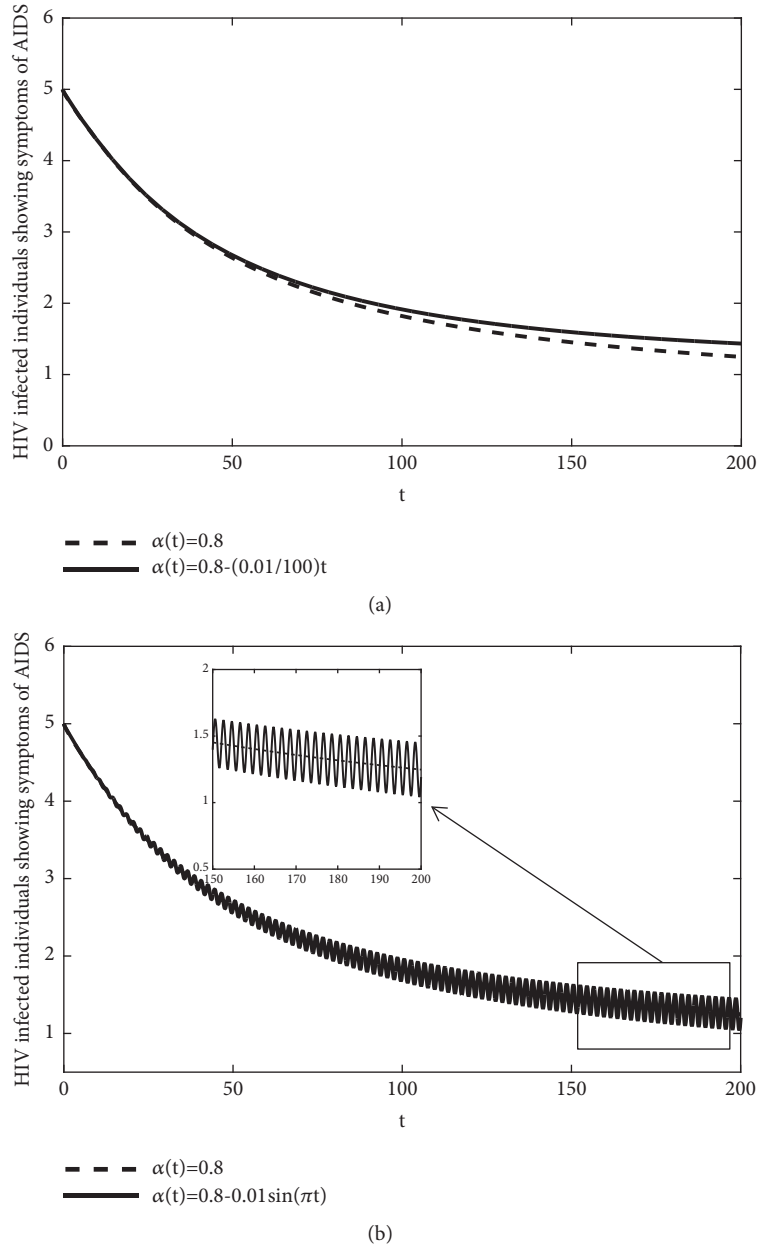 HIV infected individuals showing symptoms of AIDS
6
5
4
3
2
1
0
0 50 100 150 200
t
α(t)=0.8
α(t)=0.8-(0.01/100)t
(a)
HIV infected individuals showing symptoms of AIDS
6
5
4
3
2
1
2
1.5
1
0.5
150 160 170 180 190 200
0 50 100 150 200
t
α(t)=0.8
α(t)=0.8-0.01sin(πt)
(b)